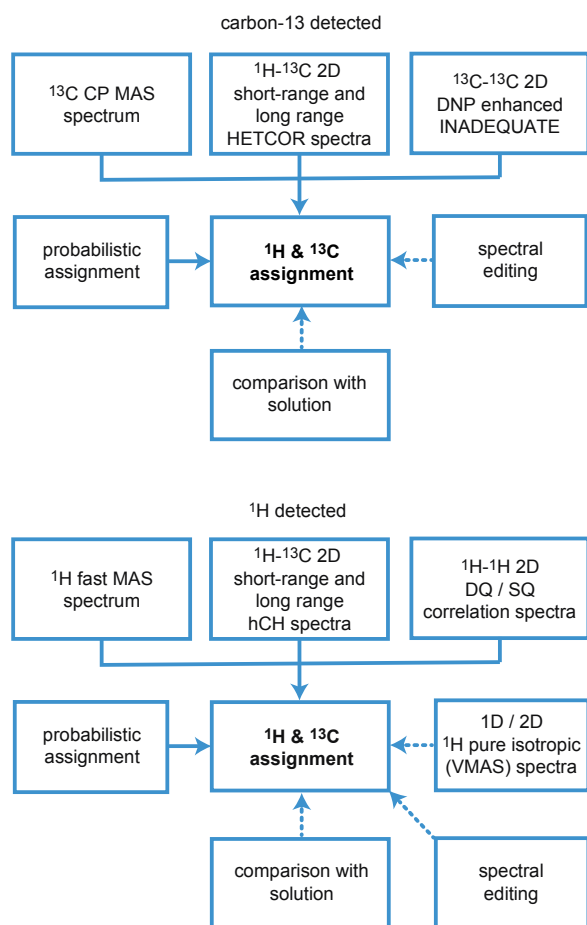 carbon-13 detected
¹³C CP MAS
spectrum
¹H-¹³C 2D
short-range and
long range
HETCOR spectra
¹³C-¹³C 2D
DNP enhanced
INADEQUATE
probabilistic
assignment
¹H & ¹³C
assignment
spectral
editing
comparison with
solution
¹H detected
¹H fast MAS
spectrum
¹H-¹³C 2D
short-range and
long range
hCH spectra
¹H-¹H 2D
DQ / SQ
correlation spectra
probabilistic
assignment
¹H & ¹³C
assignment
1D / 2D
¹H pure isotropic
(VMAS) spectra
comparison with
solution
spectral
editing